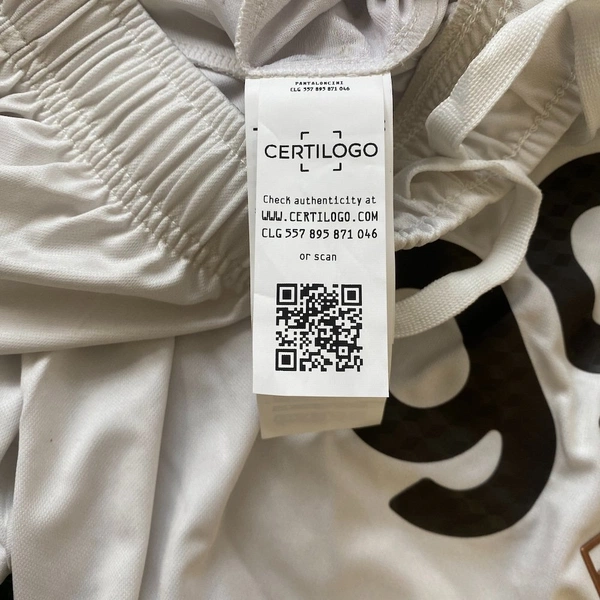 PANTALONCINI
CLG 557 895 871 046
CERTILOGO
Check authenticity at
WWW.CERTILOGO.COM
CLG 557 895 871 046
or scan
9